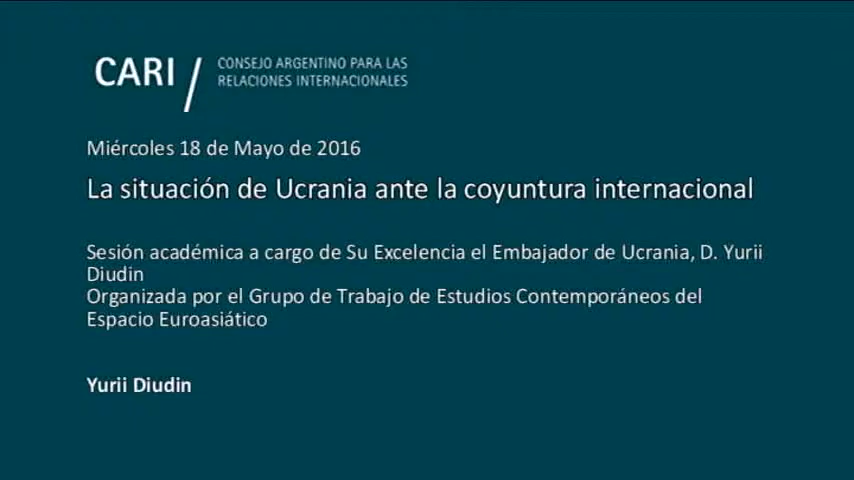 CARI / CONSEJO ARGENTINO PARA LAS
RELACIONES INTERNACIONALES
Miércoles 18 de Mayo de 2016
La situación de Ucrania ante la coyuntura internacional
Sesión académica a cargo de Su Excelencia el Embajador de Ucrania, D. Yurii
Diudin
Organizada por el Grupo de Trabajo de Estudios Contemporáneos del
Espacio Euroasiático
Yurii Diudin